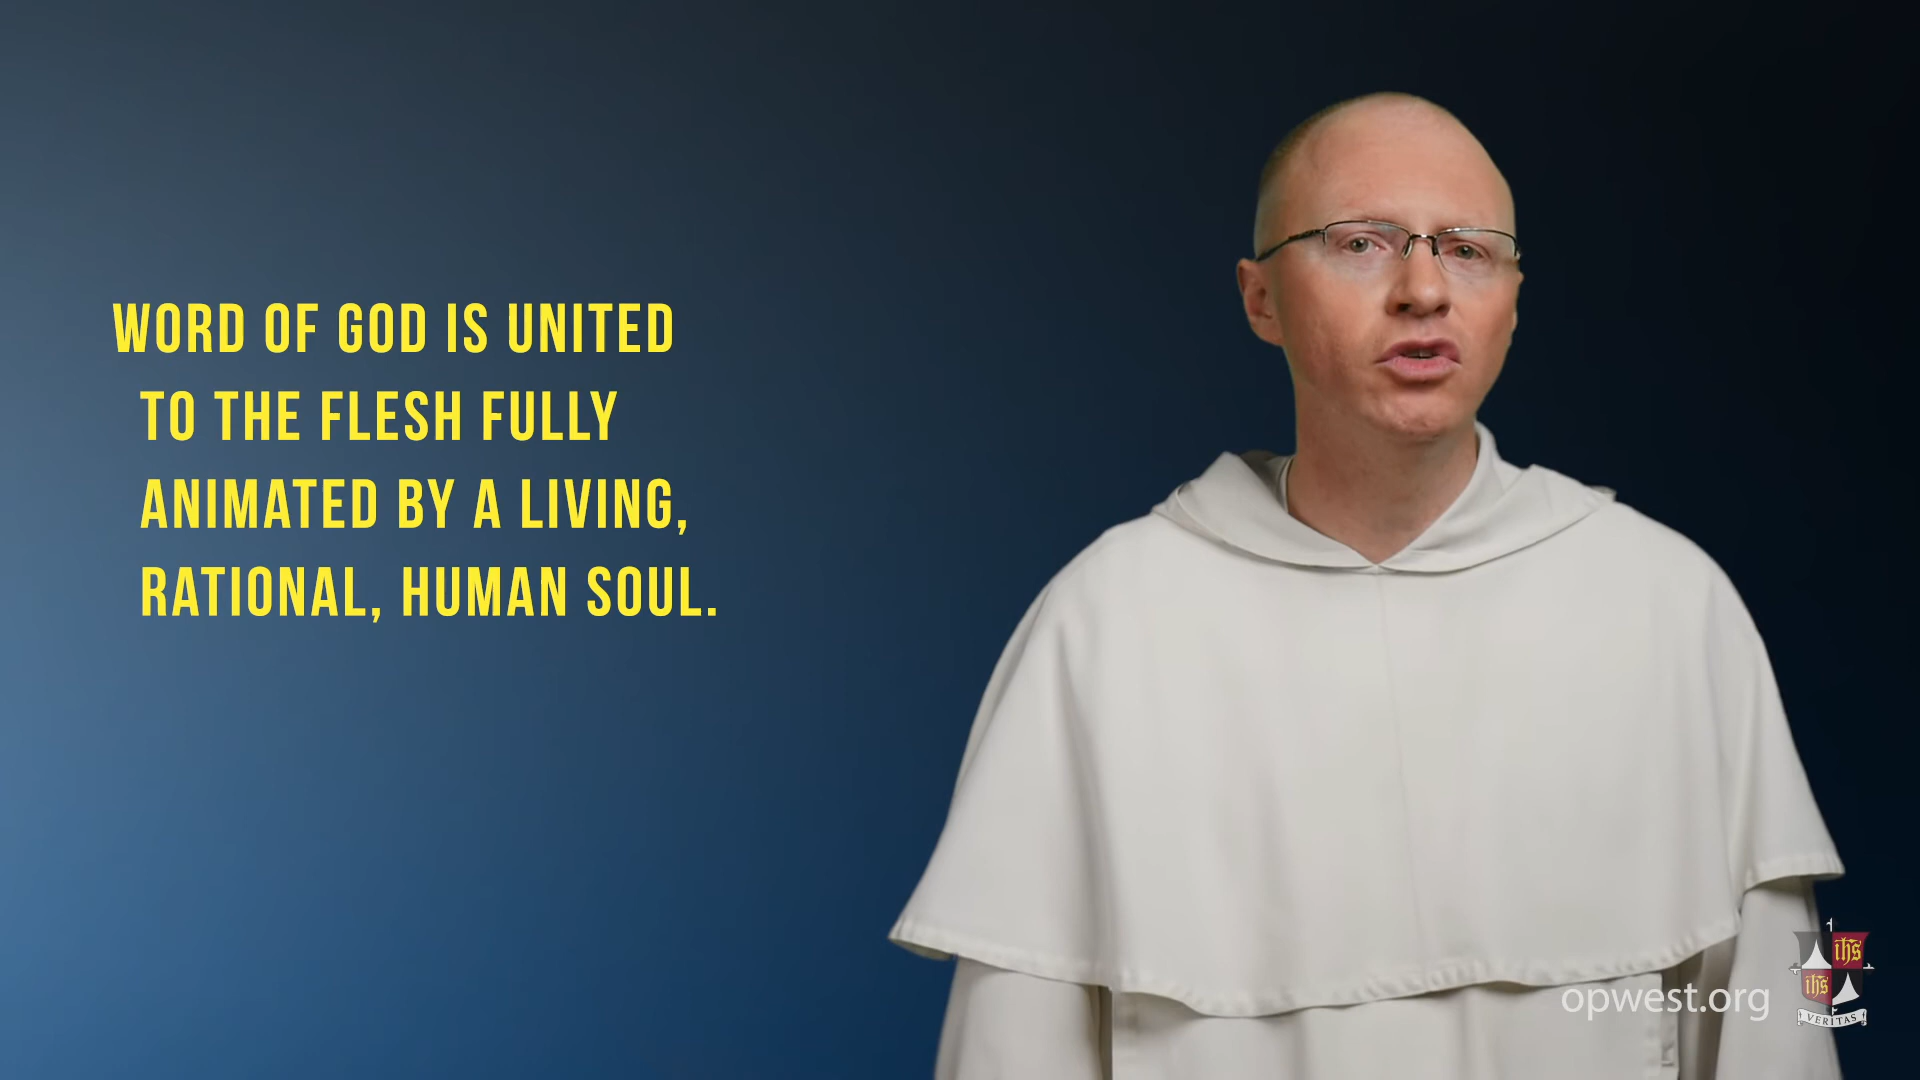 WORD OF GOD IS UNITED
TO THE FLESH FULLY
ANIMATED BY A LIVING,
RATIONAL, HUMAN SOUL.
opwest.org
ihs
ihs
VERITAS